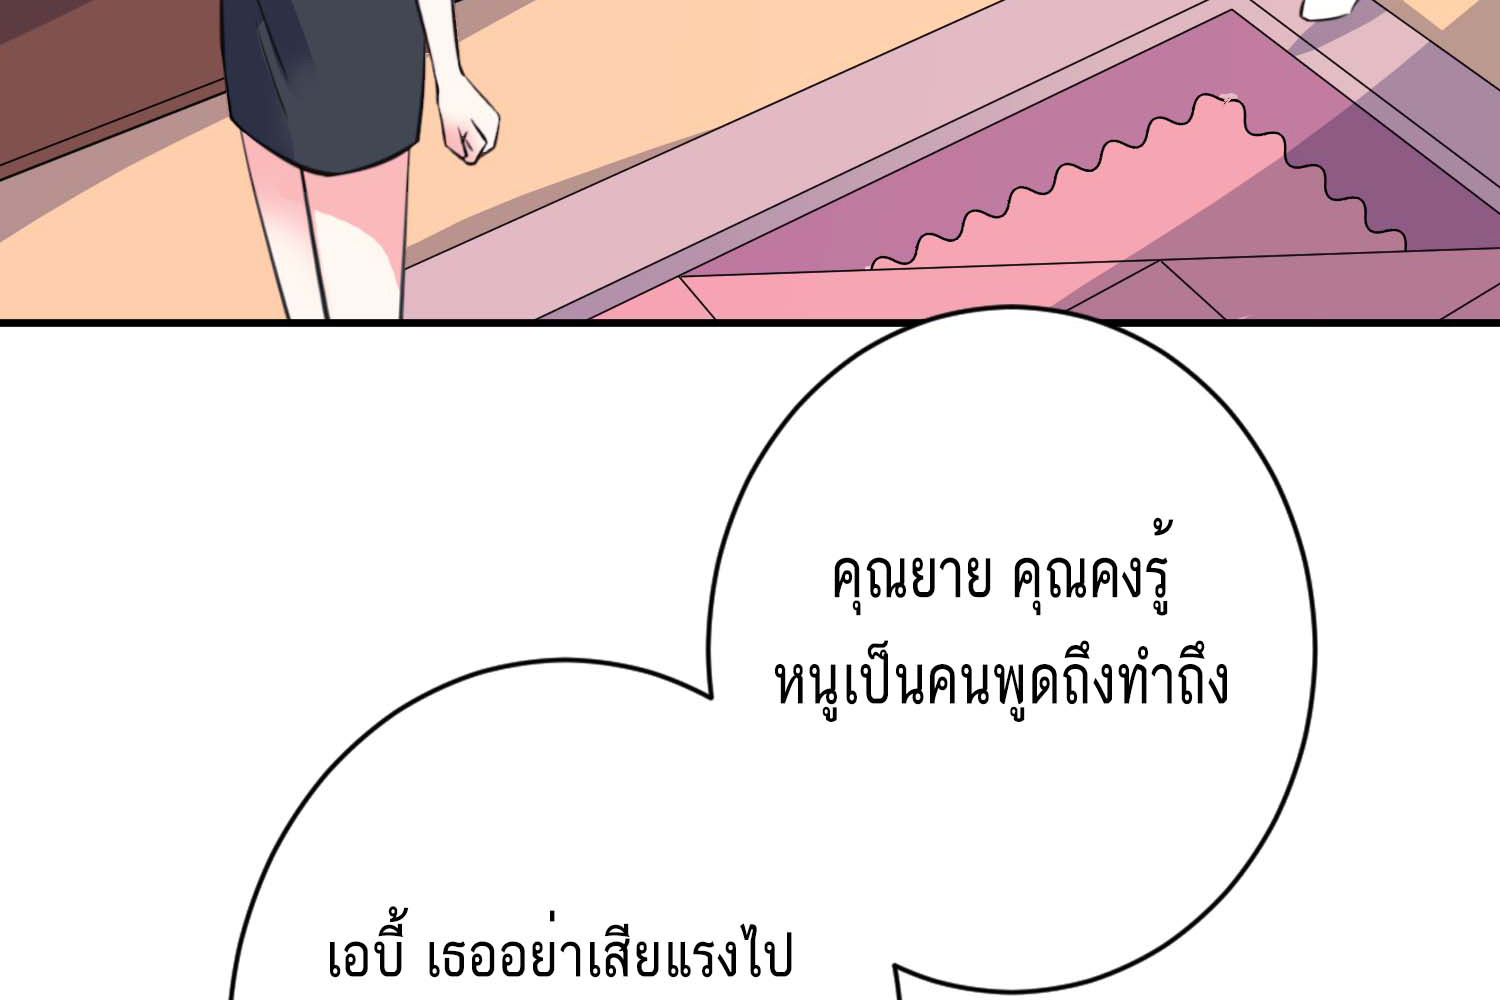 คุณยาย คุณคงรู้
หนูเป็นคนพูดถึงทำถึง
เอบี้ เธออย่าเสียแรงไป